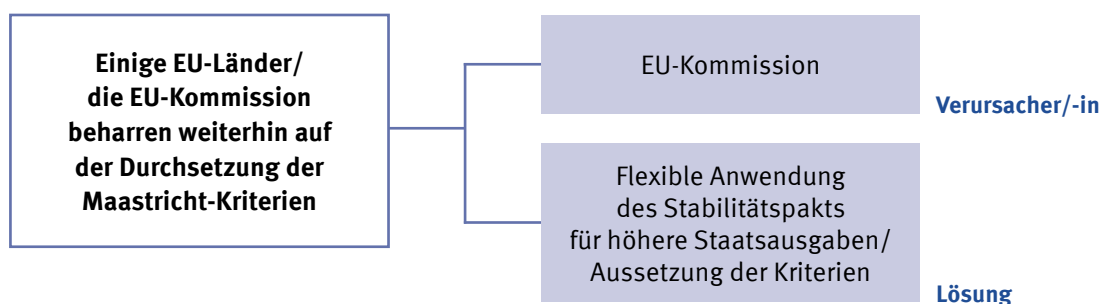 Einige EU-Länder/
die EU-Kommission
beharren weiterhin auf
der Durchsetzung der
Maastricht-Kriterien
EU-Kommission
Verursacher/-in
Flexible Anwendung
des Stabilitätspakts
für höhere Staatsausgaben/
Aussetzung der Kriterien
Lösung